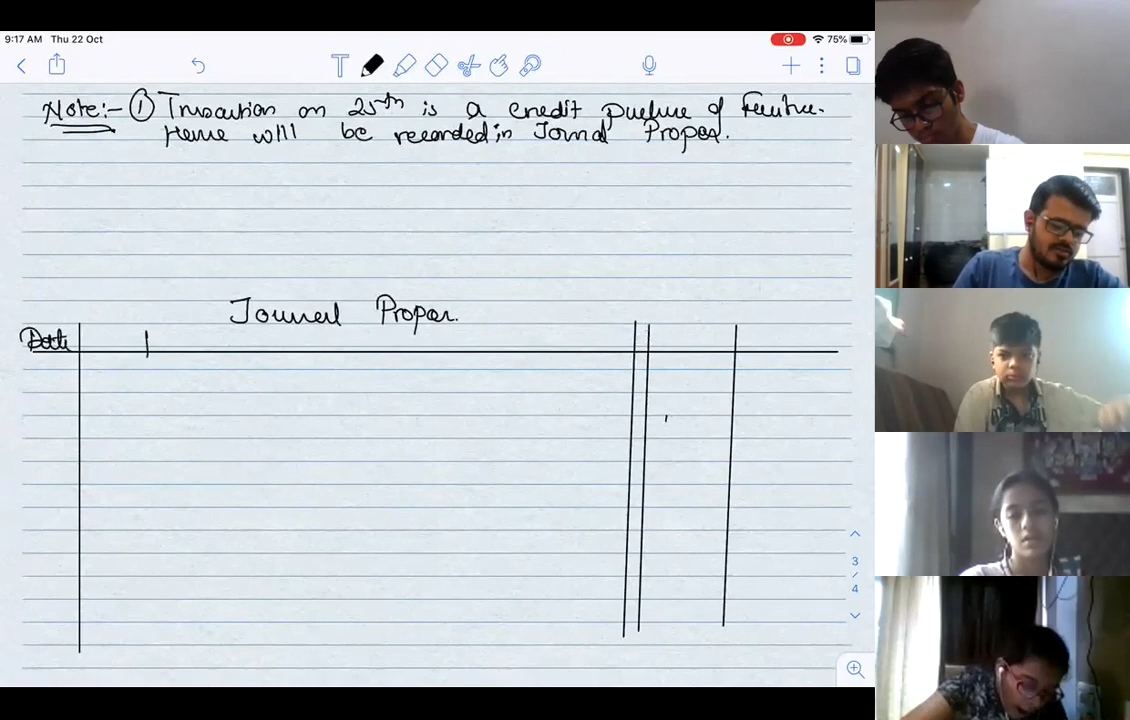 9:17 AM Thu 22 Oct
75%
T
Note:- ① Transaction on 25th is a credit purchase of Furniture.
Hence will be recorded in Journal Proper.
Journal Proper.
Date
3
/
4